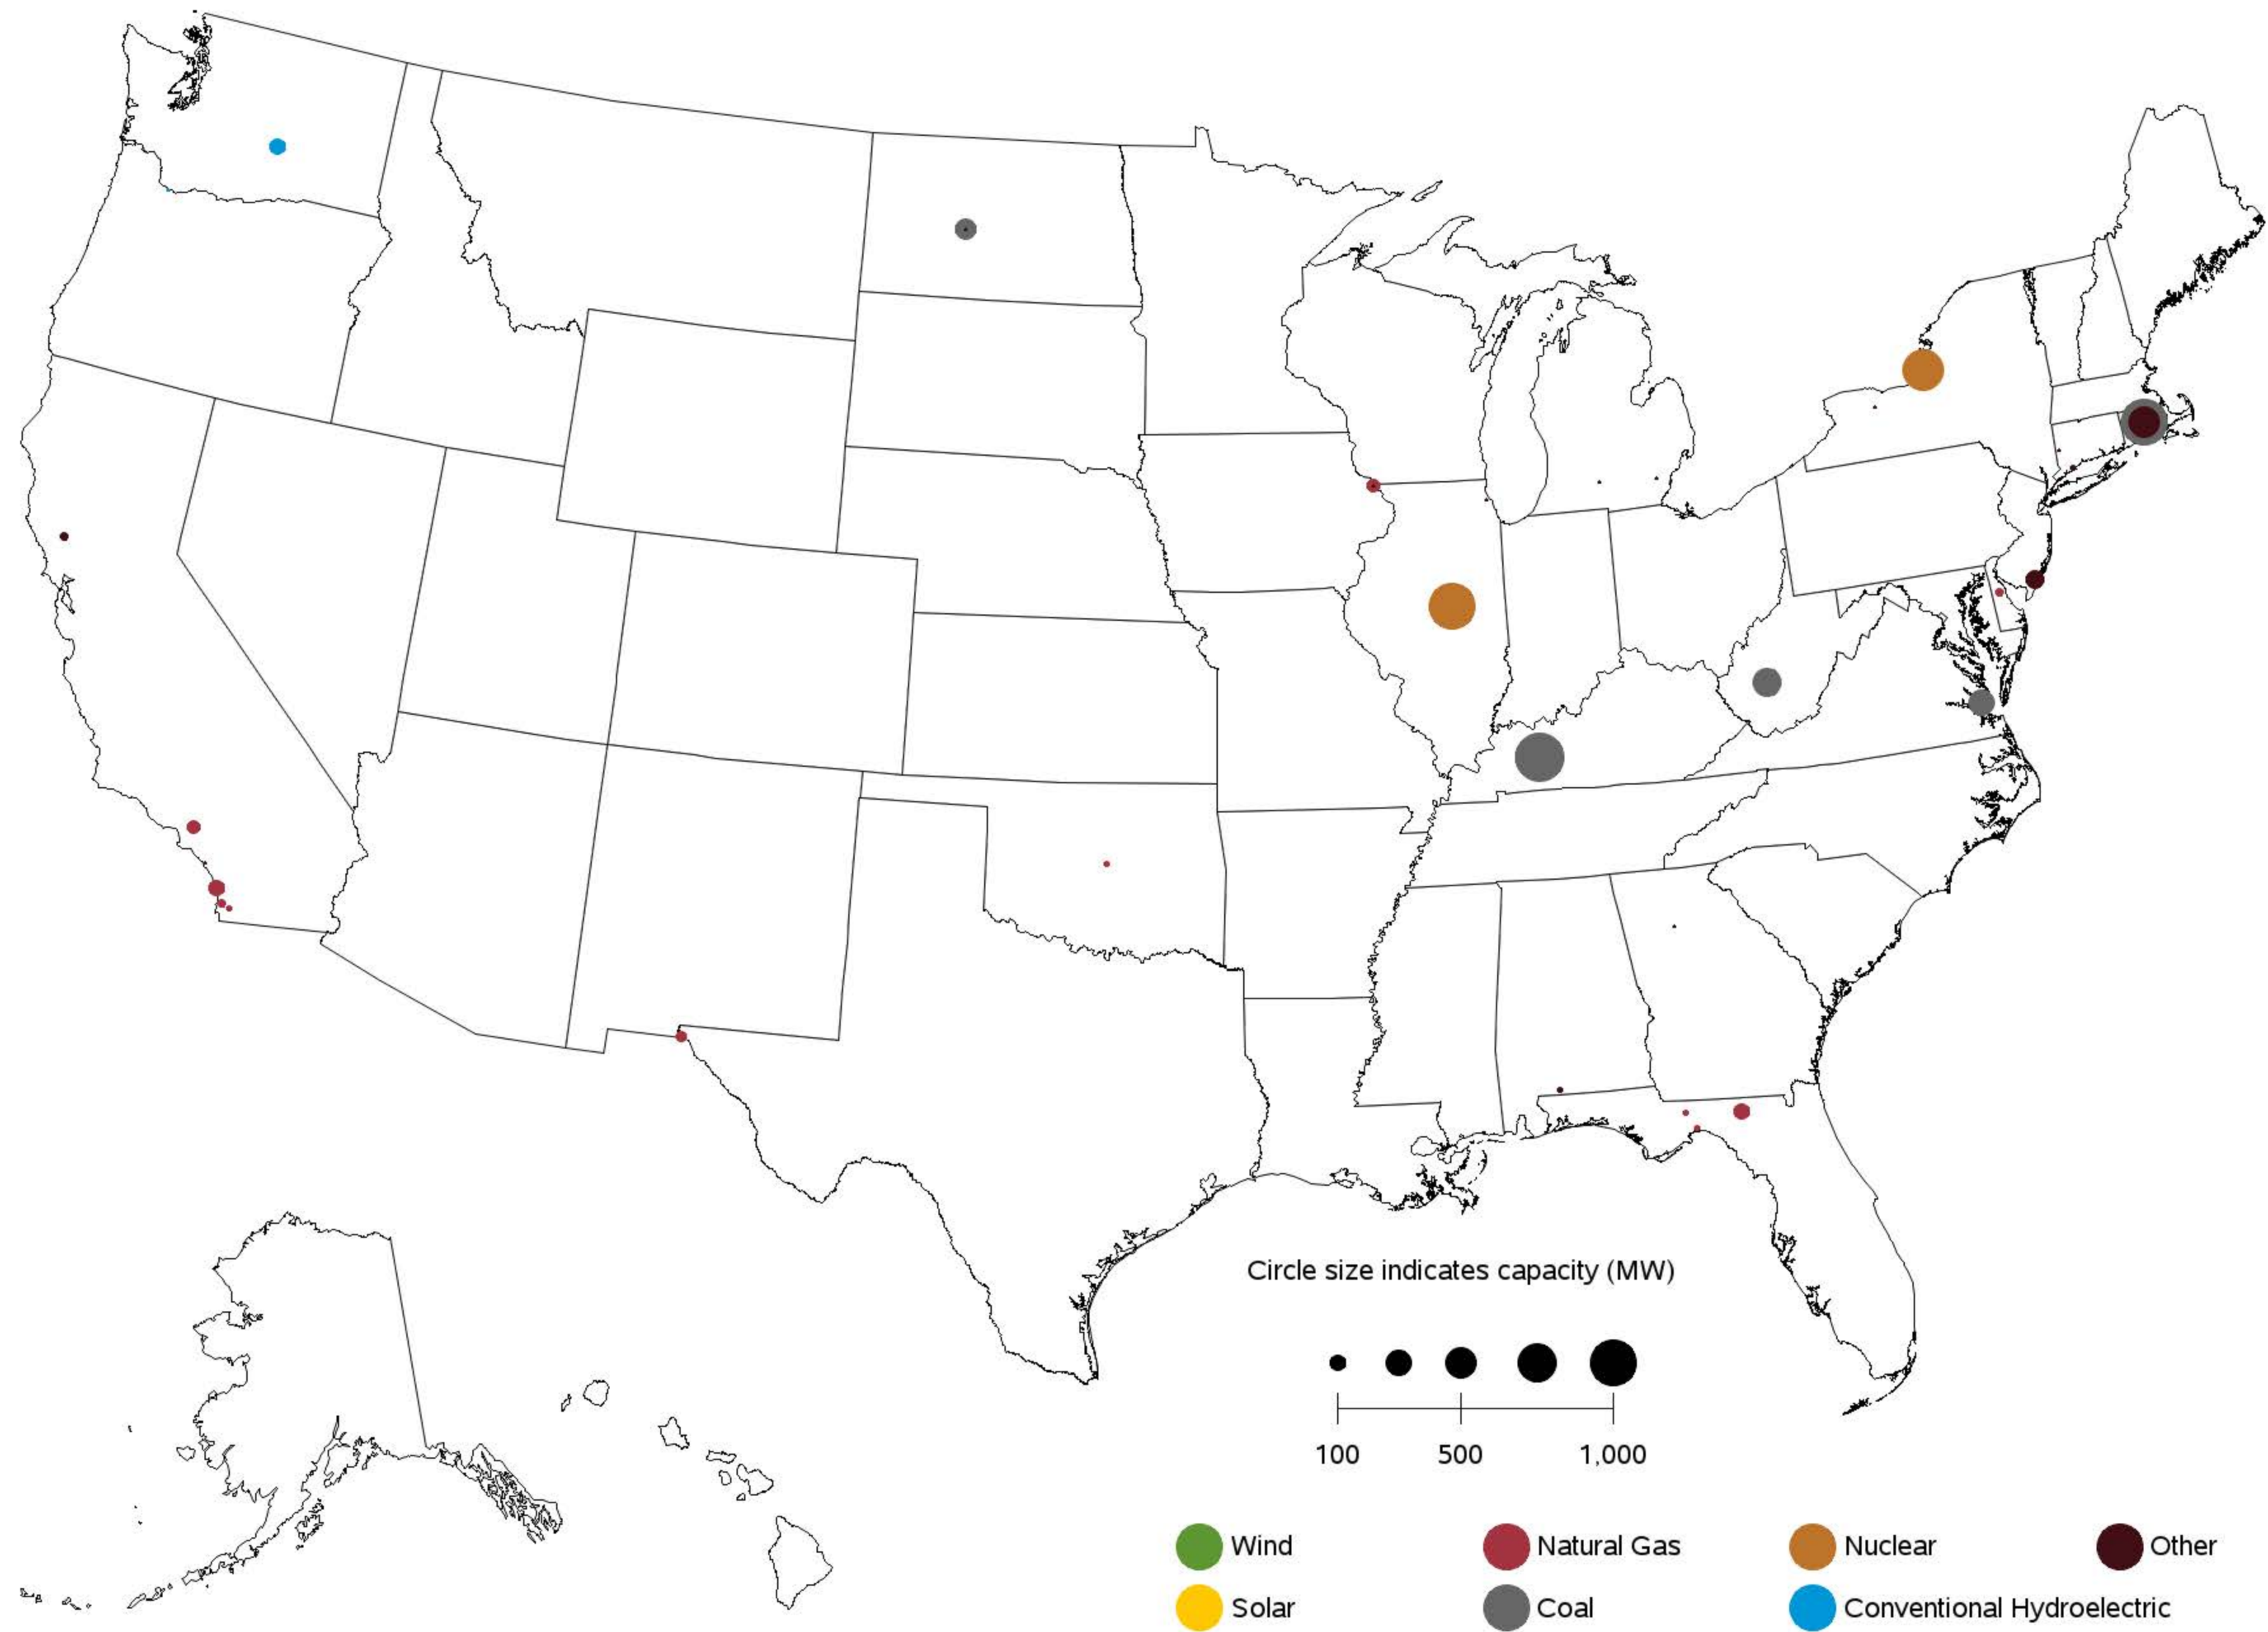 Circle size indicates capacity (MW)
100 500 1,000
Wind Natural Gas Nuclear Other
Solar Coal Conventional Hydroelectric